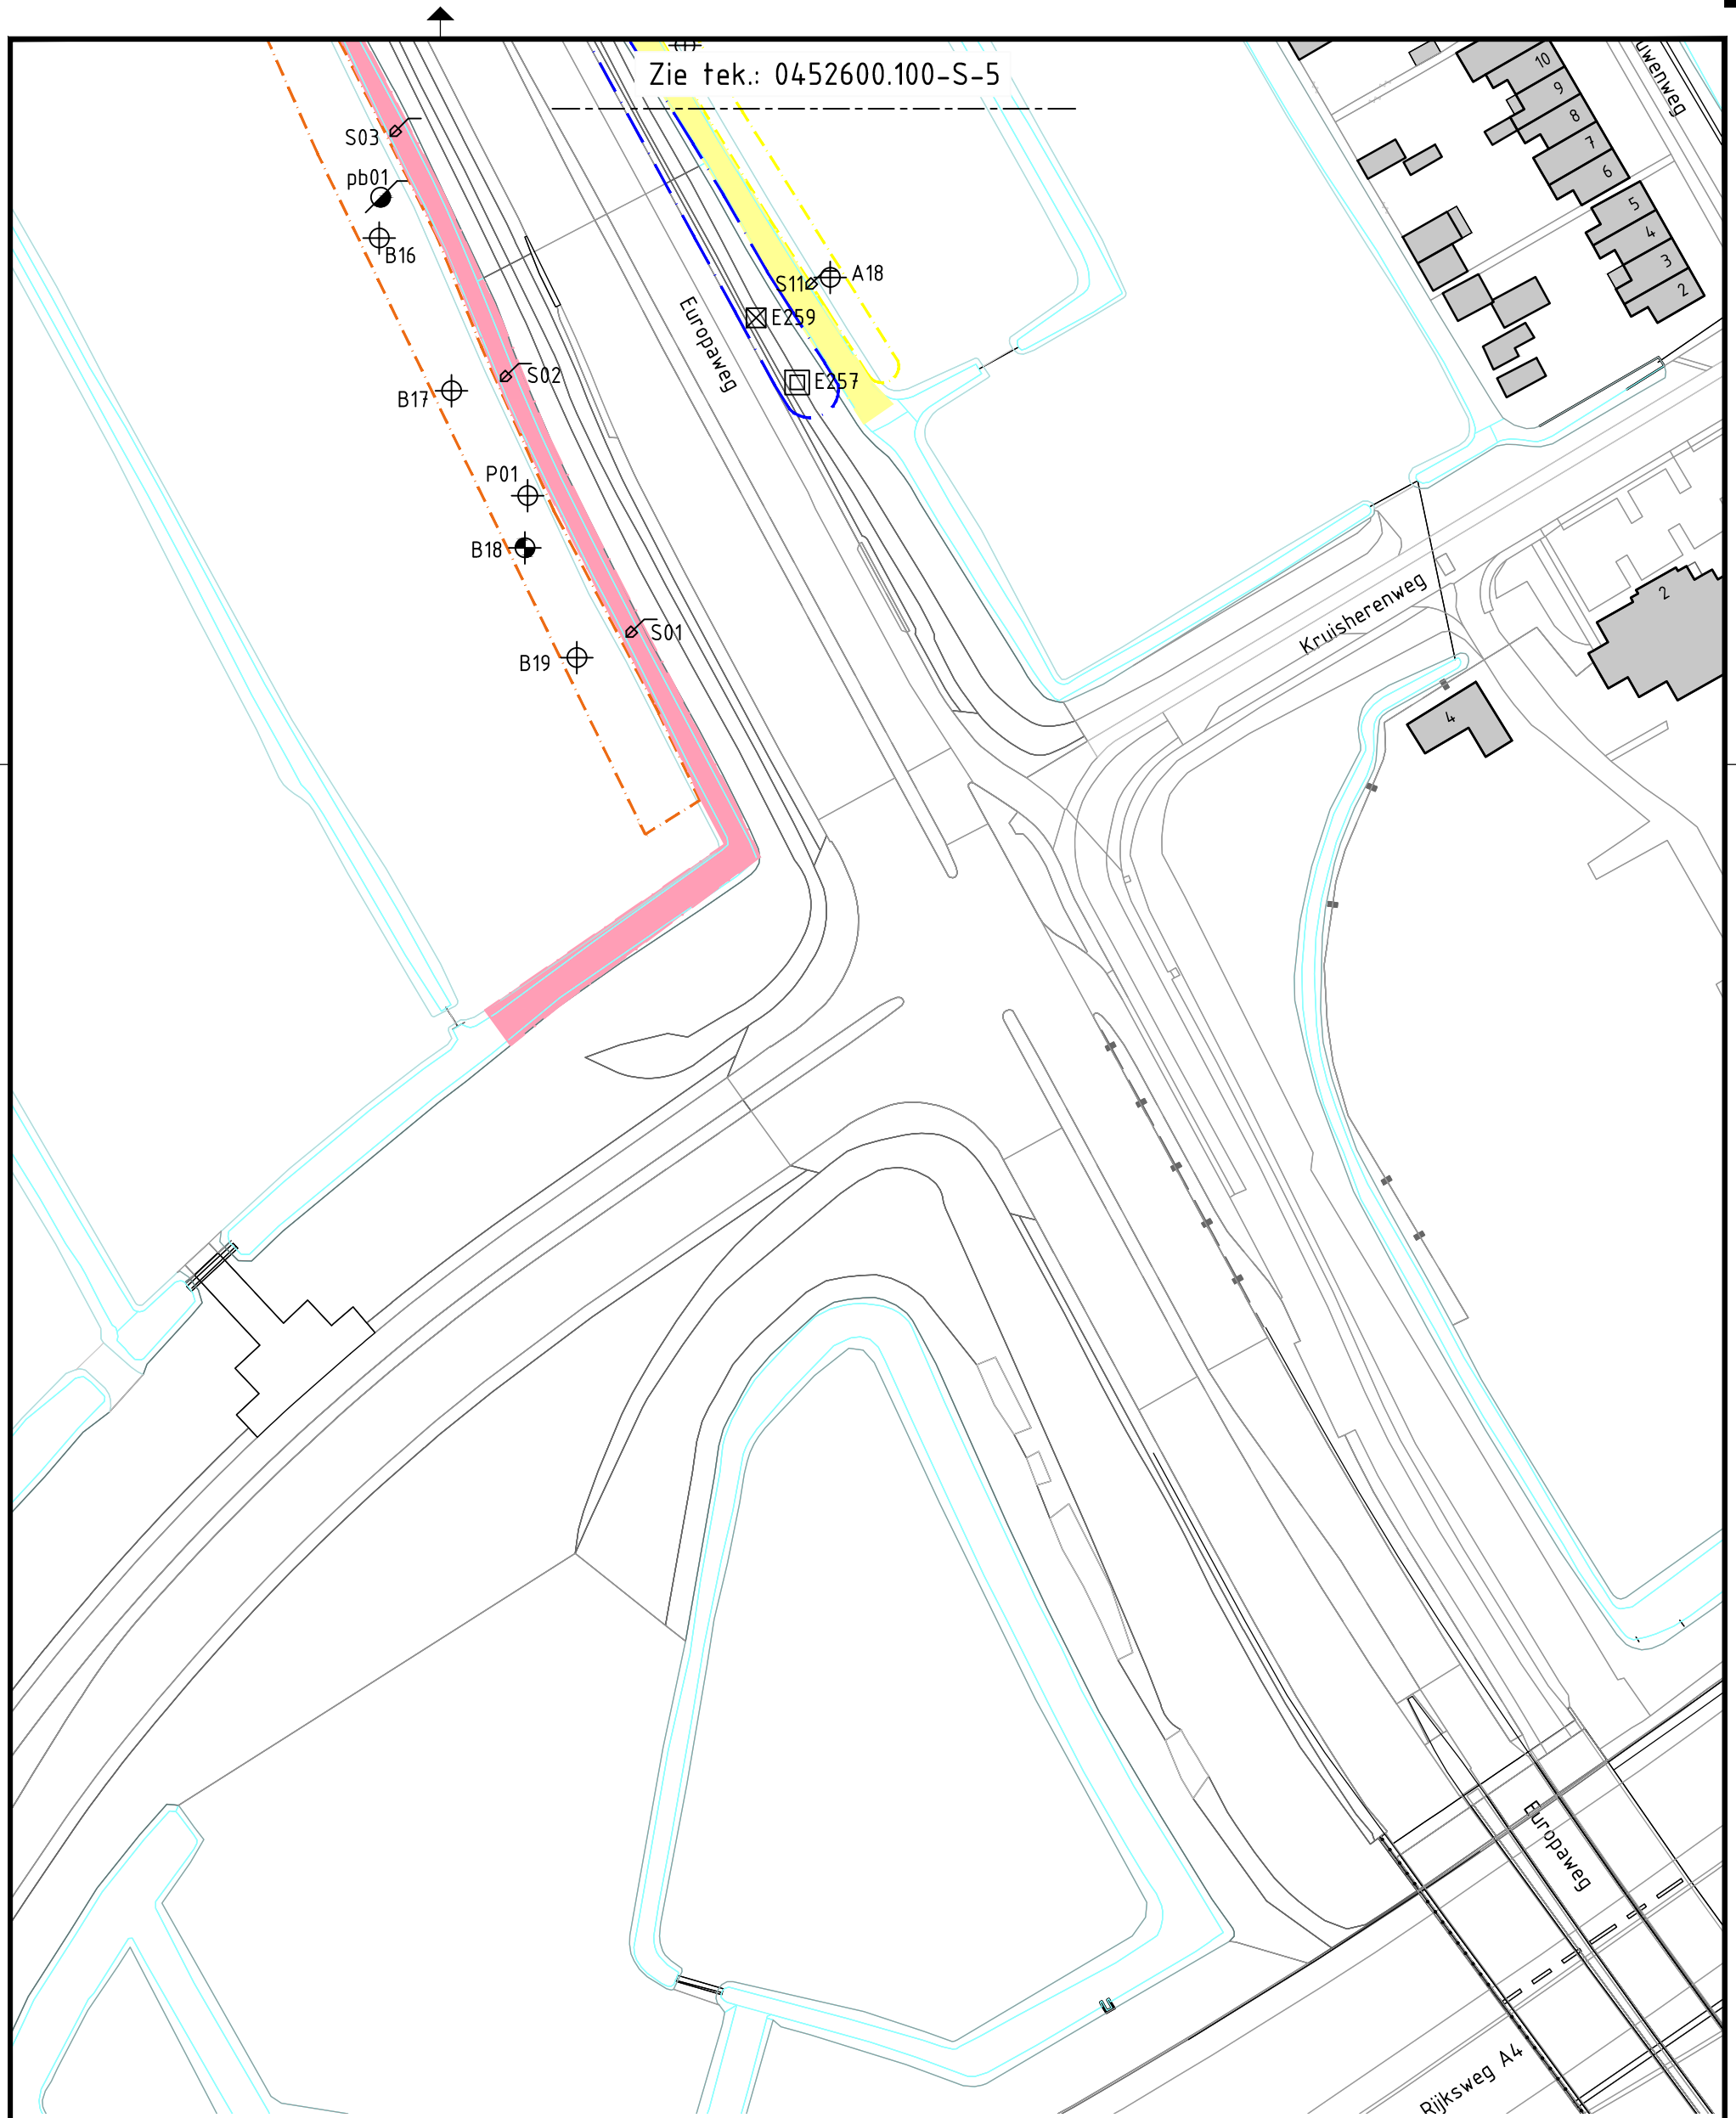 Zie tek.: 0452600.100-S-5
10
9
8
7
6
5
4
3
2
S03
pb01
B16
S11
A18
E259
E257
Europaweg
S02
B17
P01
B18
S01
B19
Kruisherenweg
2
4
Europaweg
Rijksweg A4